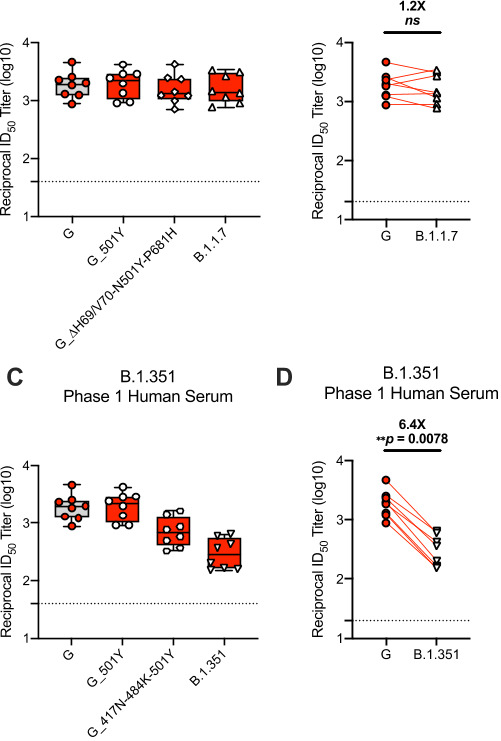 1.2X
ns
Reciprocal ID50 Titer (log10)
4
3
2
1
G
G_501Y
G_ΔH69/V70-N501Y-P681H
B.1.1.7
Reciprocal ID50 Titer (log10)
4
3
2
1
G
B.1.1.7
C
B.1.351
Phase 1 Human Serum
Reciprocal ID50 Titer (log10)
4
3
2
1
G
G_501Y
G_417N-484K-501Y
B.1.351
D
B.1.351
Phase 1 Human Serum
6.4X
**p = 0.0078
Reciprocal ID50 Titer (log10)
4
3
2
1
G
B.1.351